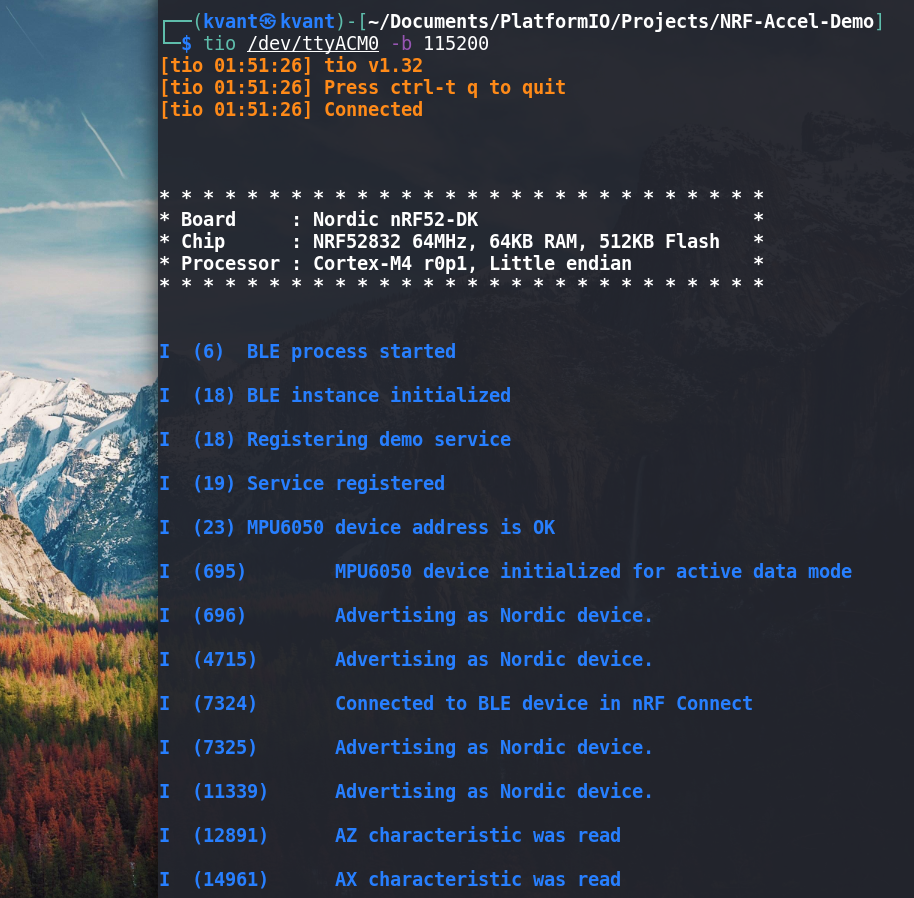 ┌──(kvant㉿kvant)-[~/Documents/PlatformIO/Projects/NRF-Accel-Demo]
└─$ tio /dev/ttyACM0 -b 115200
[tio 01:51:26] tio v1.32
[tio 01:51:26] Press ctrl-t q to quit
[tio 01:51:26] Connected
* * * * * * * * * * * * * * * * * * * * * * * * * * * *
* Board     : Nordic nRF52-DK                         *
* Chip      : NRF52832 64MHz, 64KB RAM, 512KB Flash   *
* Processor : Cortex-M4 r0p1, Little endian           *
* * * * * * * * * * * * * * * * * * * * * * * * * * * *
I  (6)  BLE process started
I  (18) BLE instance initialized
I  (18) Registering demo service
I  (19) Service registered
I  (23) MPU6050 device address is OK
I  (695)        MPU6050 device initialized for active data mode
I  (696)        Advertising as Nordic device.
I  (4715)       Advertising as Nordic device.
I  (7324)       Connected to BLE device in nRF Connect
I  (7325)       Advertising as Nordic device.
I  (11339)      Advertising as Nordic device.
I  (12891)      AZ characteristic was read
I  (14961)      AX characteristic was read